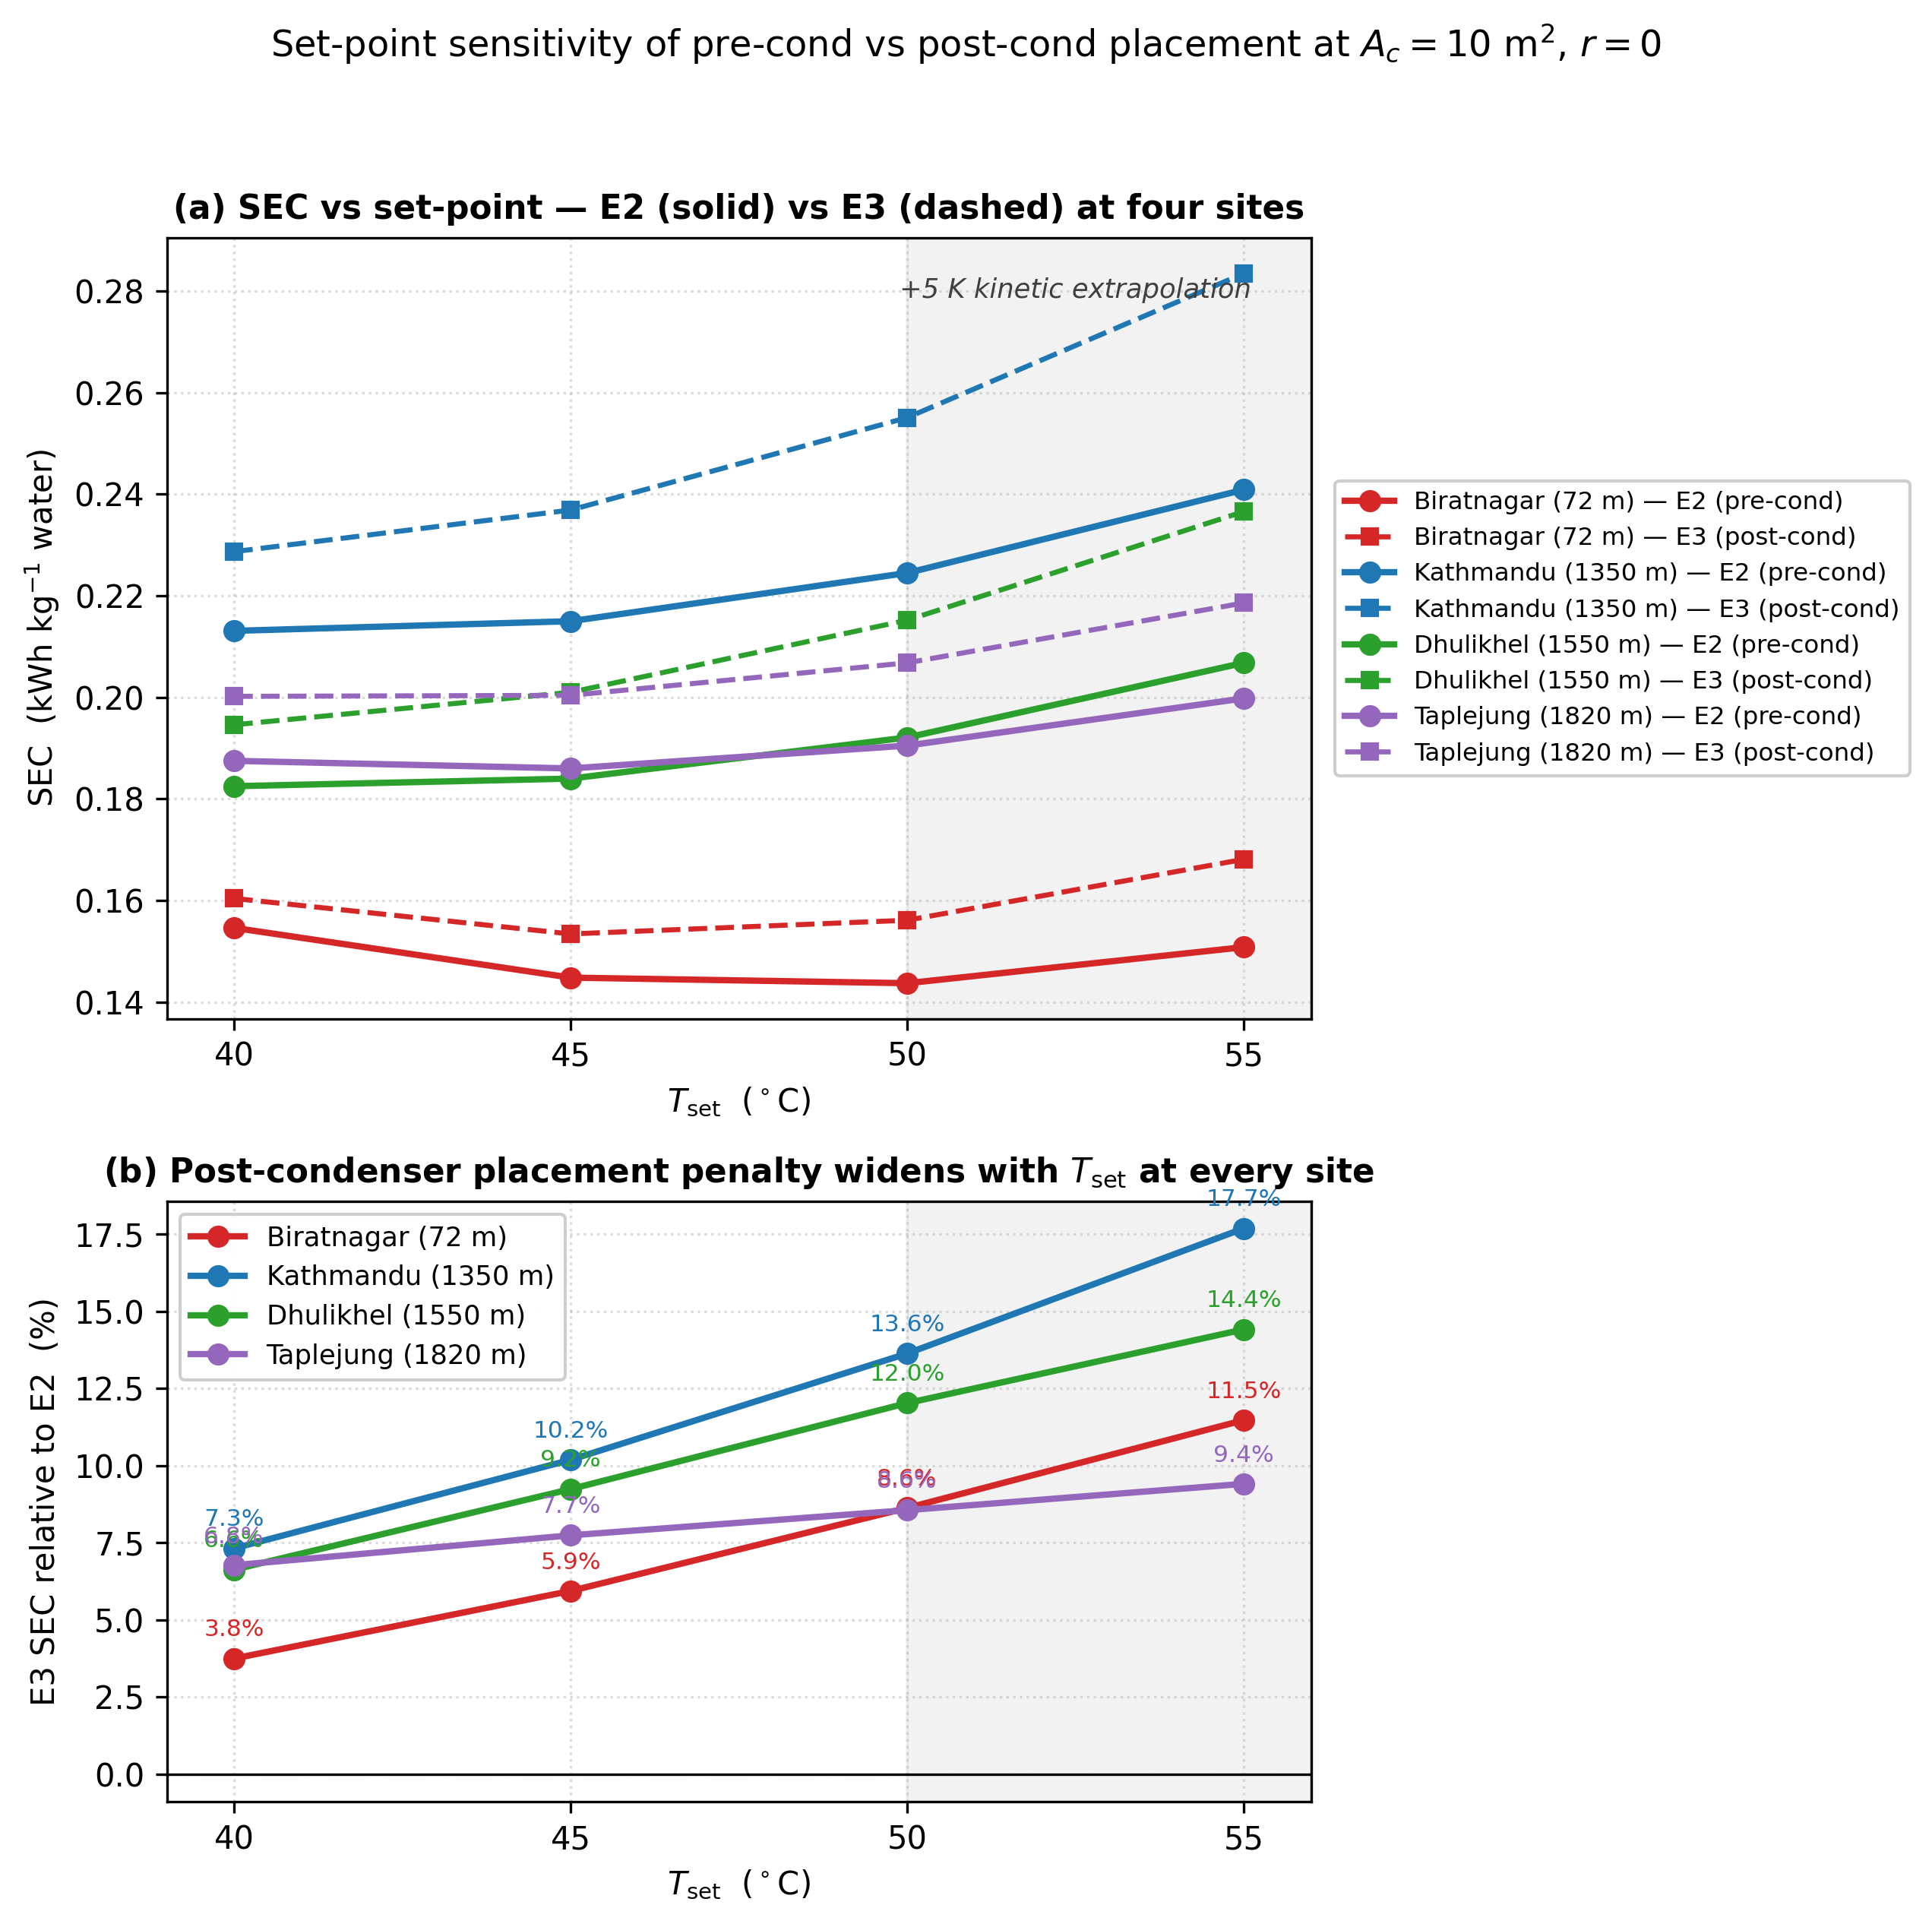 Set-point sensitivity of pre-cond vs post-cond placement at A_c = 10 m², r = 0
(a) SEC vs set-point — E2 (solid) vs E3 (dashed) at four sites
+5 K kinetic extrapolation
0.28
0.26
0.24
0.22
0.20
0.18
0.16
0.14
SEC (kWh kg⁻¹ water)
40 45 50 55
T_set (°C)
Biratnagar (72 m) — E2 (pre-cond)
Biratnagar (72 m) — E3 (post-cond)
Kathmandu (1350 m) — E2 (pre-cond)
Kathmandu (1350 m) — E3 (post-cond)
Dhulikhel (1550 m) — E2 (pre-cond)
Dhulikhel (1550 m) — E3 (post-cond)
Taplejung (1820 m) — E2 (pre-cond)
Taplejung (1820 m) — E3 (post-cond)
(b) Post-condenser placement penalty widens with T_set at every site
17.5
15.0
12.5
10.0
7.5
5.0
2.5
0.0
E3 SEC relative to E2 (%)
Biratnagar (72 m)
Kathmandu (1350 m)
Dhulikhel (1550 m)
Taplejung (1820 m)
17.7%
14.4%
13.6%
12.0%
11.5%
10.2%
9.4%
8.6%
8.6%
7.7%
7.3%
6.8%
5.9%
3.8%
40 45 50 55
T_set (°C)